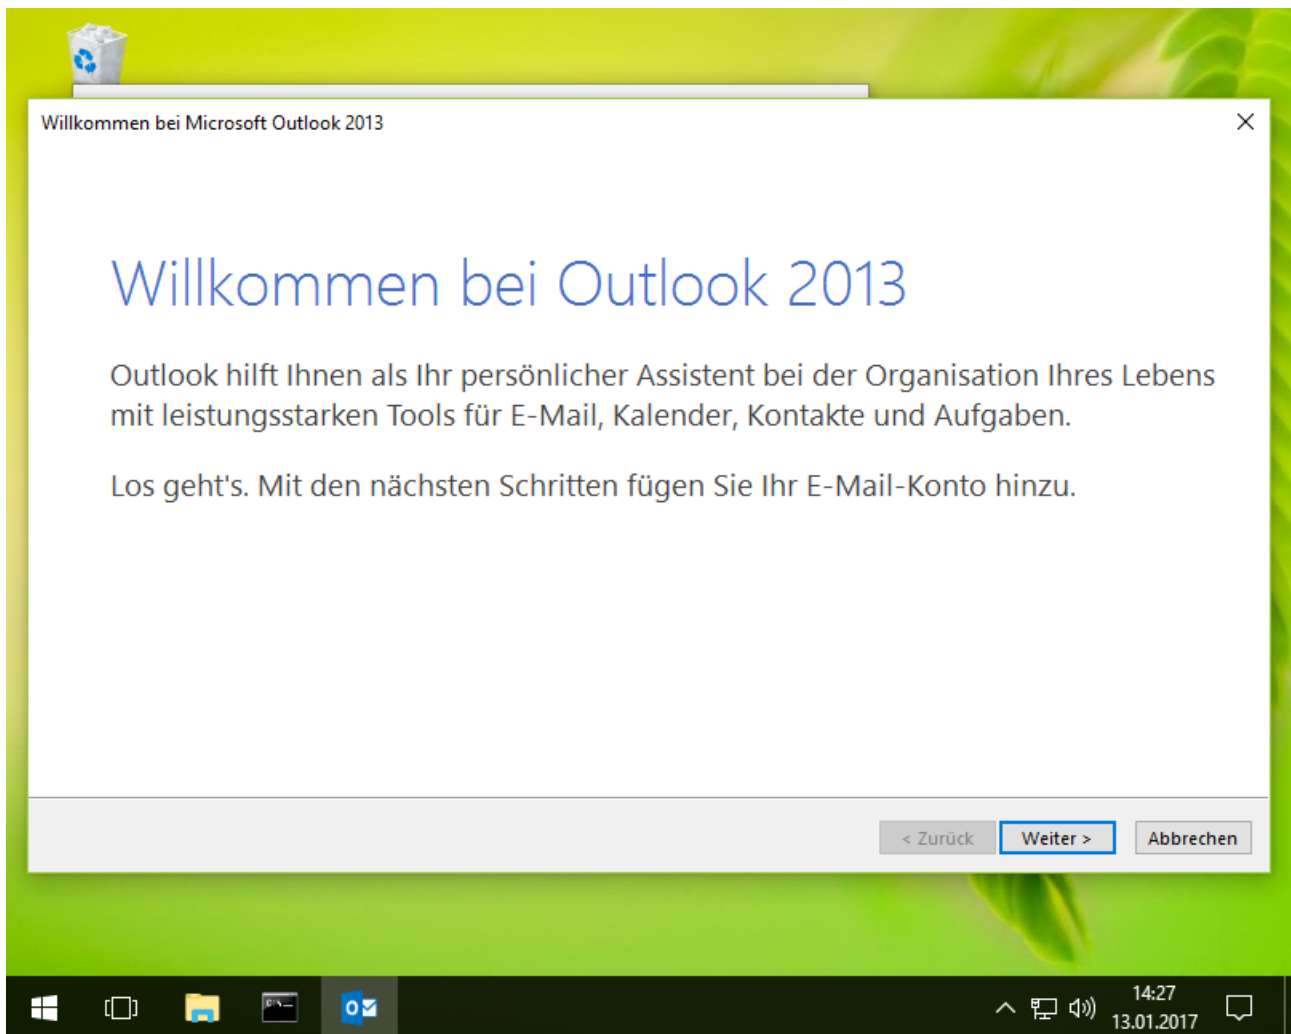 Willkommen bei Microsoft Outlook 2013
Willkommen bei Outlook 2013
Outlook hilft Ihnen als Ihr persönlicher Assistent bei der Organisation Ihres Lebens
mit leistungsstarken Tools für E-Mail, Kalender, Kontakte und Aufgaben.
Los geht's. Mit den nächsten Schritten fügen Sie Ihr E-Mail-Konto hinzu.
< Zurück Weiter > Abbrechen
14:27
13.01.2017